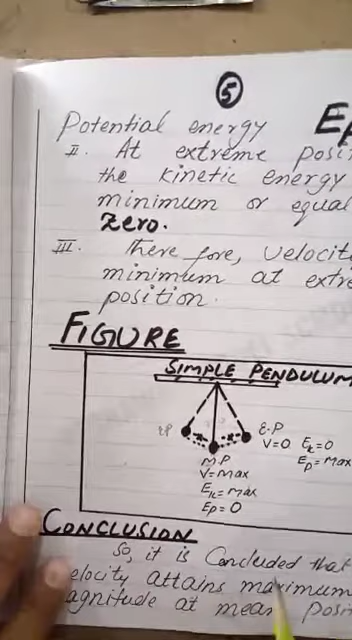 5
Potential energy Ep
II. At extreme posi
the kinetic energy
minimum or equal
zero.
III. There fore, velocit
minimum at extre
position.
FIGURE
SIMPLE PENDULUM
E.P
E.P
V=0 Ek=0
Ep=Max
M.P
V=Max
Ek=Max
Ep=0
CONCLUSION
So, it is Concluded that
elocity attains maximum
agnitude at mean posi